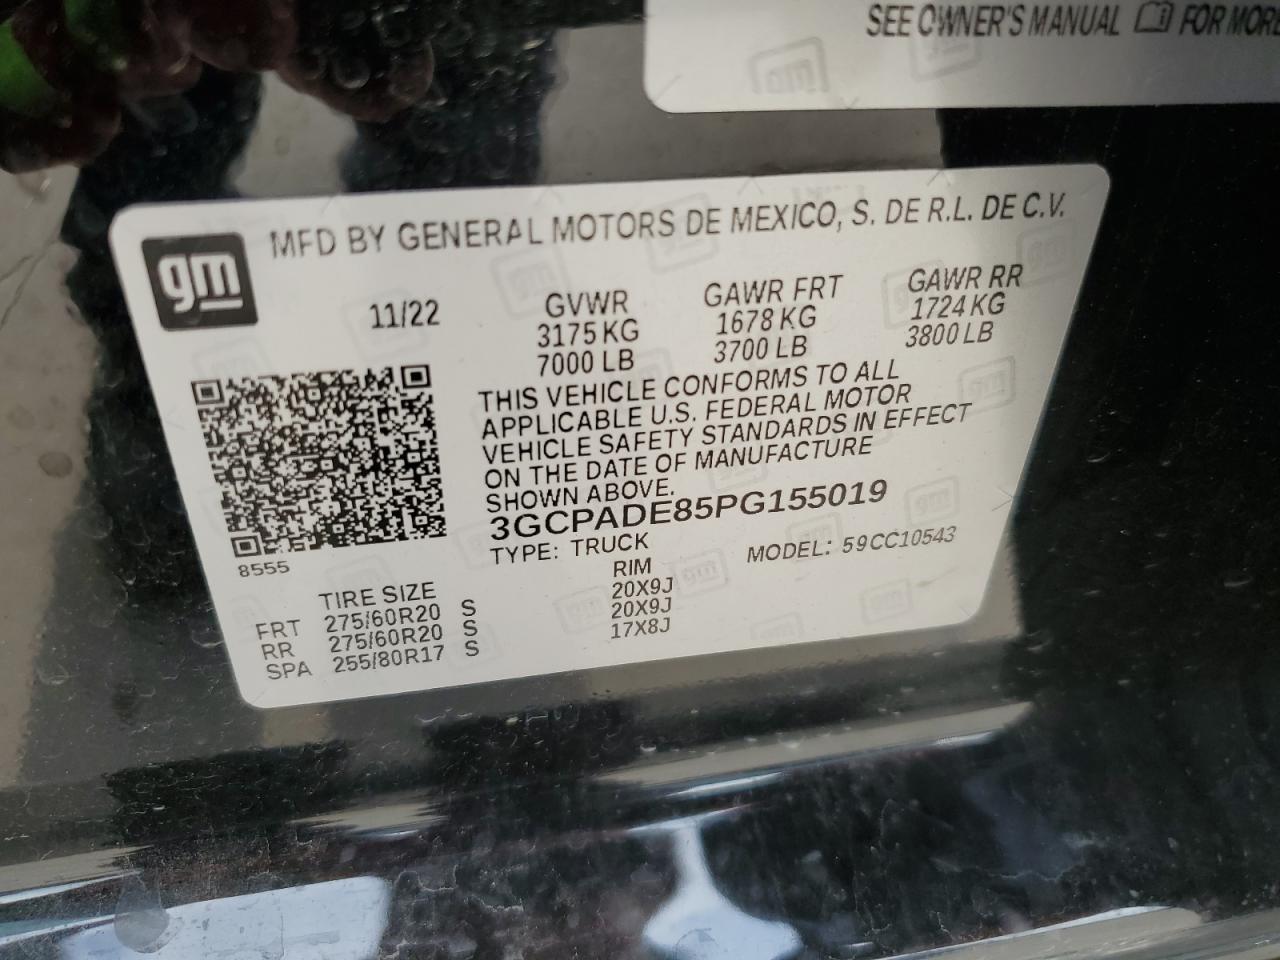 SEE OWNER'S MANUAL FOR MORE
gm
MFD BY GENERAL MOTORS DE MEXICO, S. DE R.L. DE C.V.
11/22 GVWR GAWR FRT GAWR RR
3175 KG 1678 KG 1724 KG
7000 LB 3700 LB 3800 LB
THIS VEHICLE CONFORMS TO ALL
APPLICABLE U.S. FEDERAL MOTOR
VEHICLE SAFETY STANDARDS IN EFFECT
ON THE DATE OF MANUFACTURE
SHOWN ABOVE.
3GCPADE85PG155019
TYPE: TRUCK MODEL: 59CC10543
8555
TIRE SIZE RIM
FRT 275/60R20 S 20X9J
RR 275/60R20 S 20X9J
SPA 255/80R17 S 17X8J